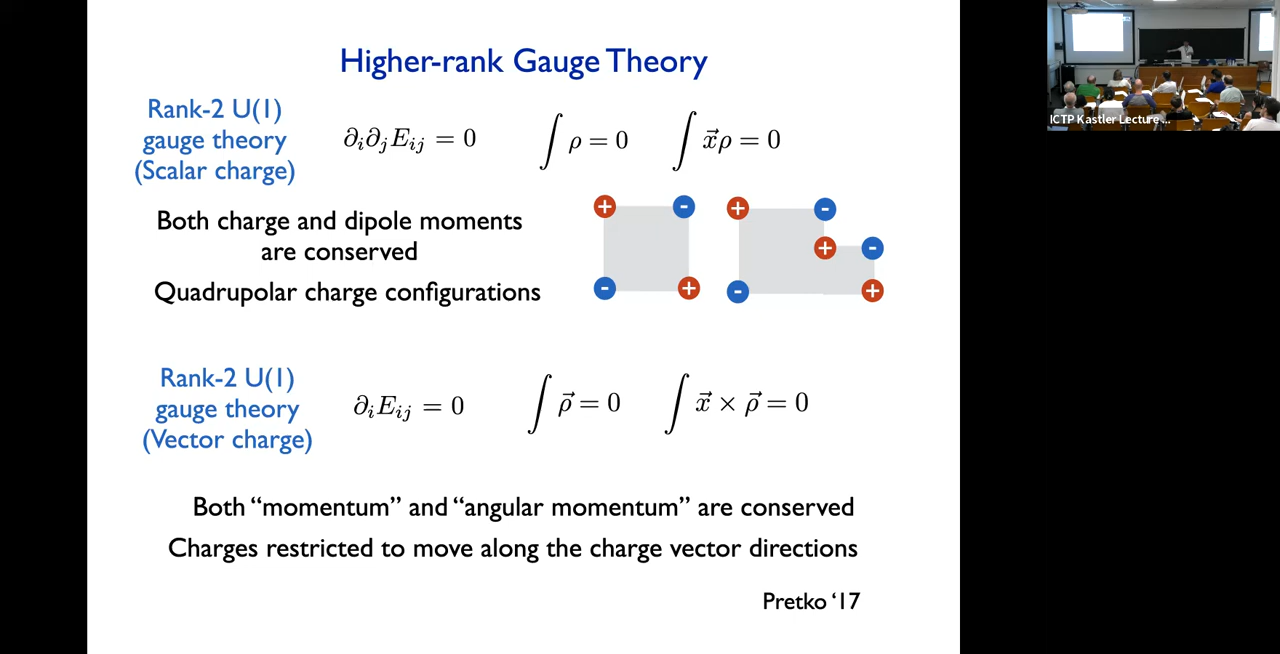 Higher-rank Gauge Theory
Rank-2 U(1)
gauge theory
(Scalar charge)
∂ᵢ∂ⱼEᵢⱼ = 0
∫ρ = 0
∫x⃗ρ = 0
Both charge and dipole moments
are conserved
Quadrupolar charge configurations
+ - + -
+ -
- + - +
Rank-2 U(1)
gauge theory
(Vector charge)
∂ᵢEᵢⱼ = 0
∫ρ⃗ = 0
∫x⃗ × ρ⃗ = 0
Both “momentum” and “angular momentum” are conserved
Charges restricted to move along the charge vector directions
Pretko ‘17
ICTP Kastler Lecture ...